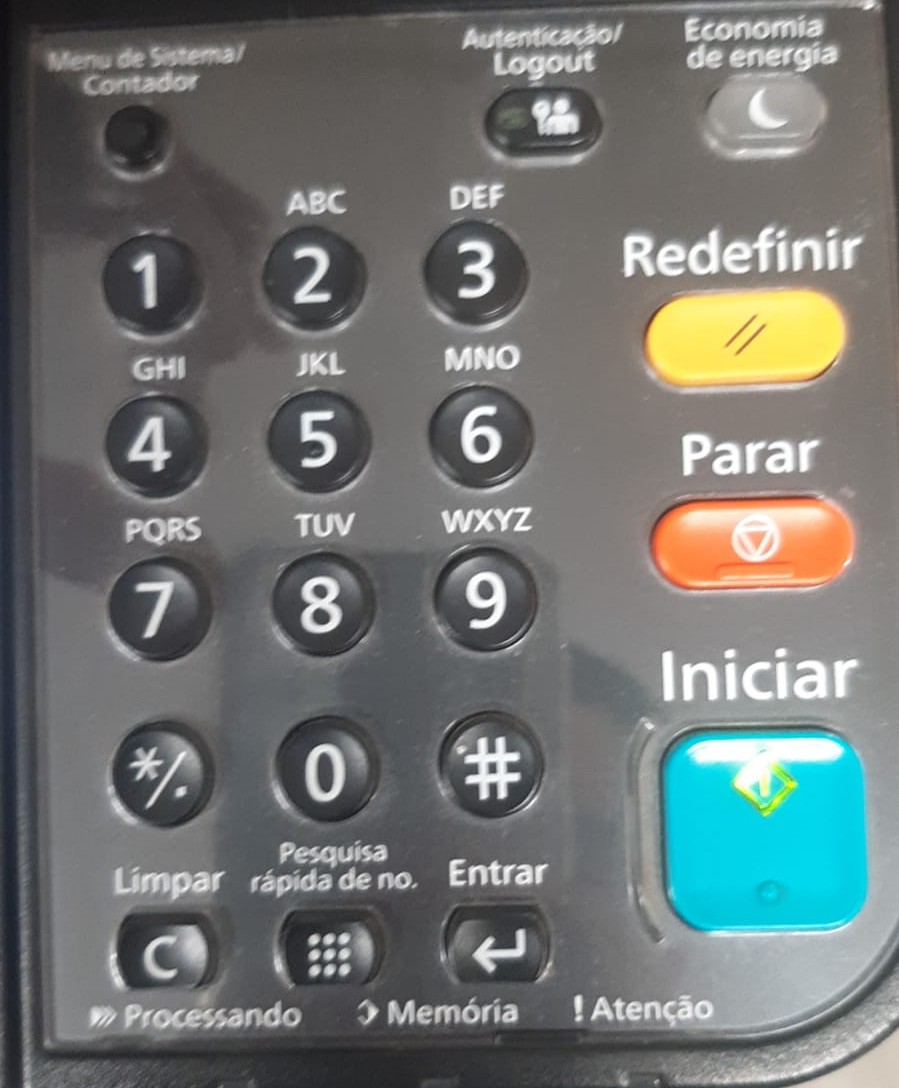 Menu de Sistema/
Contador
Autenticação/
Logout
Economia
de energia
ABC
DEF
1
2
3
Redefinir
GHI
JKL
MNO
4
5
6
Parar
PQRS
TUV
WXYZ
7
8
9
Iniciar
*/.
0
#
Limpar
Pesquisa
rápida de no.
Entrar
C
Processando
Memória
! Atenção